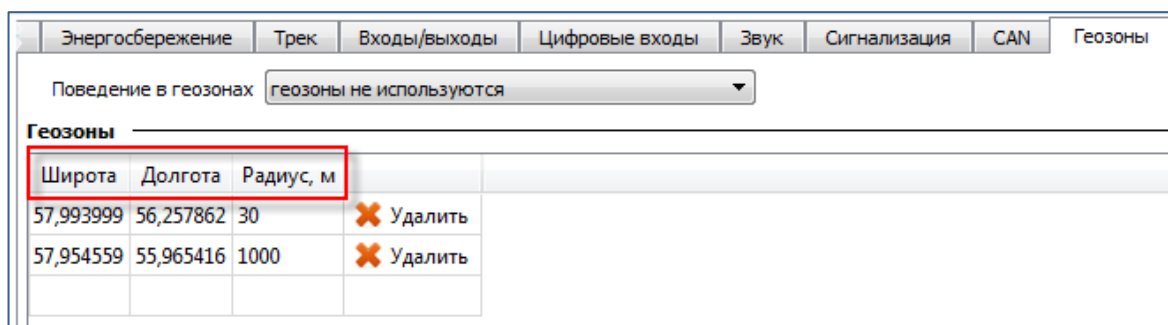 Энергосбережение Трек Входы/выходы Цифровые входы Звук Сигнализация CAN Геозоны
Поведение в геозонах геозоны не используются
Геозоны
Широта Долгота Радиус, м
57,993999 56,257862 30 Удалить
57,954559 55,965416 1000 Удалить